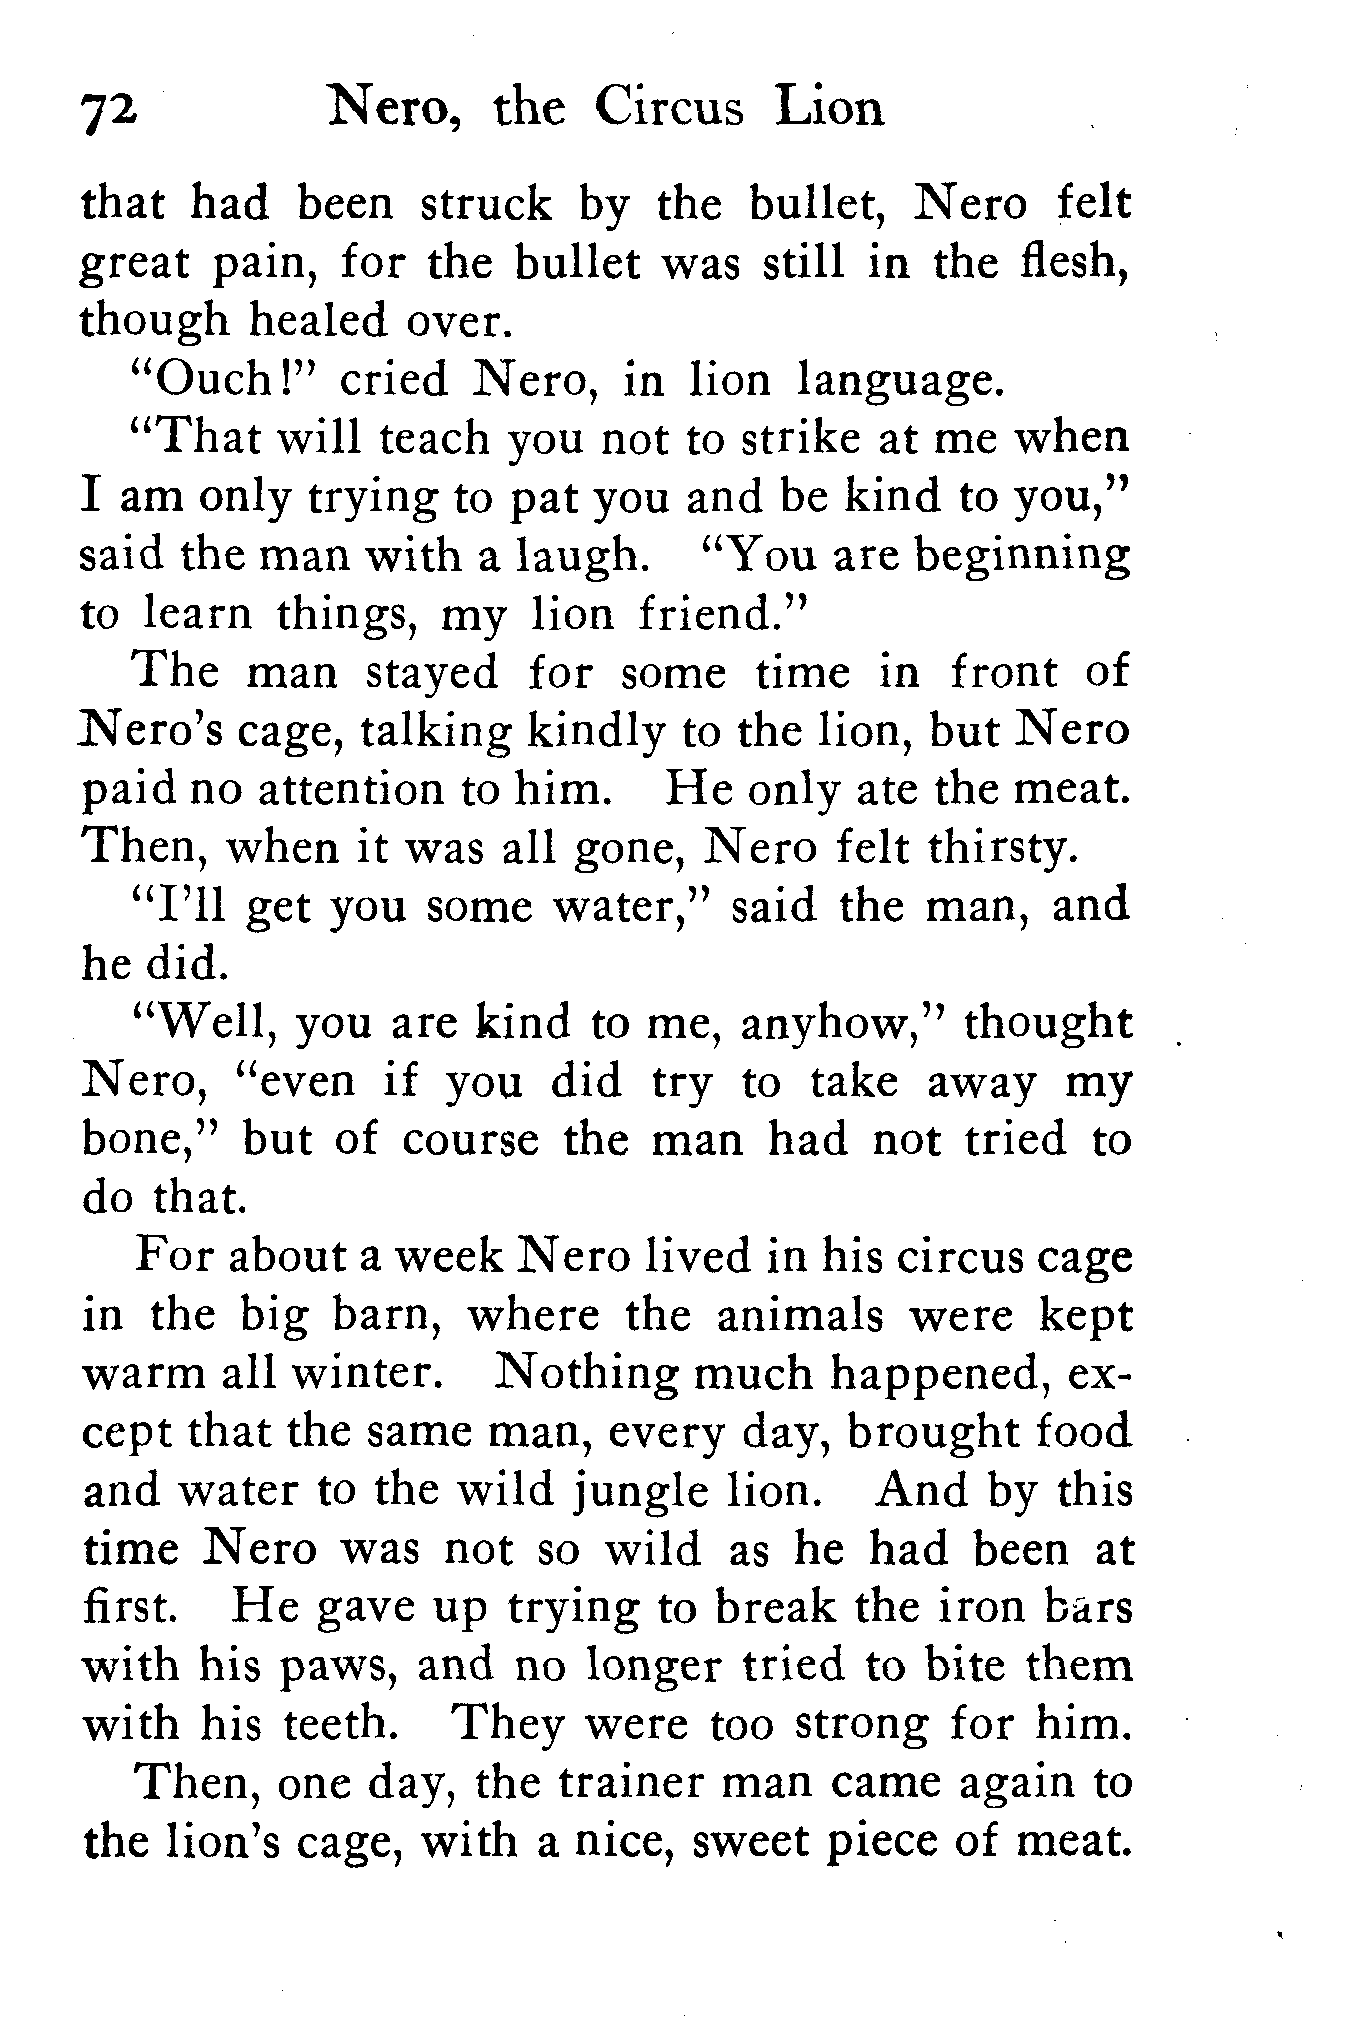 72 Nero, the Circus Lion
that had been struck by the bullet, Nero felt
great pain, for the bullet was still in the flesh,
though healed over.
“Ouch!” cried Nero, in lion language.
“That will teach you not to strike at me when
I am only trying to pat you and be kind to you,”
said the man with a laugh. “You are beginning
to learn things, my lion friend.”
The man stayed for some time in front of
Nero’s cage, talking kindly to the lion, but Nero
paid no attention to him. He only ate the meat.
Then, when it was all gone, Nero felt thirsty.
“I’ll get you some water,” said the man, and
he did.
“Well, you are kind to me, anyhow,” thought
Nero, “even if you did try to take away my
bone,” but of course the man had not tried to
do that.
For about a week Nero lived in his circus cage
in the big barn, where the animals were kept
warm all winter. Nothing much happened, ex-
cept that the same man, every day, brought food
and water to the wild jungle lion. And by this
time Nero was not so wild as he had been at
first. He gave up trying to break the iron bars
with his paws, and no longer tried to bite them
with his teeth. They were too strong for him.
Then, one day, the trainer man came again to
the lion’s cage, with a nice, sweet piece of meat.